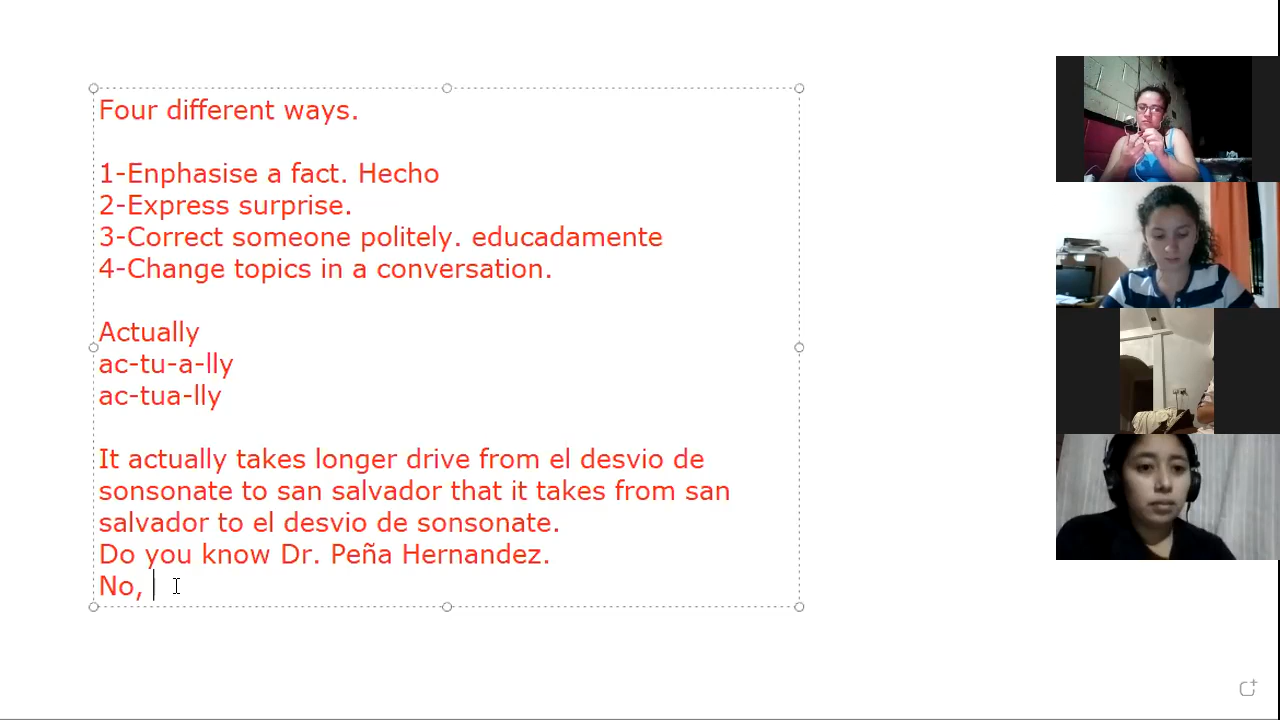 Four different ways.
1-Enphasise a fact. Hecho
2-Express surprise.
3-Correct someone politely. educadamente
4-Change topics in a conversation.
Actually
ac-tu-a-lly
ac-tua-lly
It actually takes longer drive from el desvio de
sonsonate to san salvador that it takes from san
salvador to el desvio de sonsonate.
Do you know Dr. Peña Hernandez.
No,